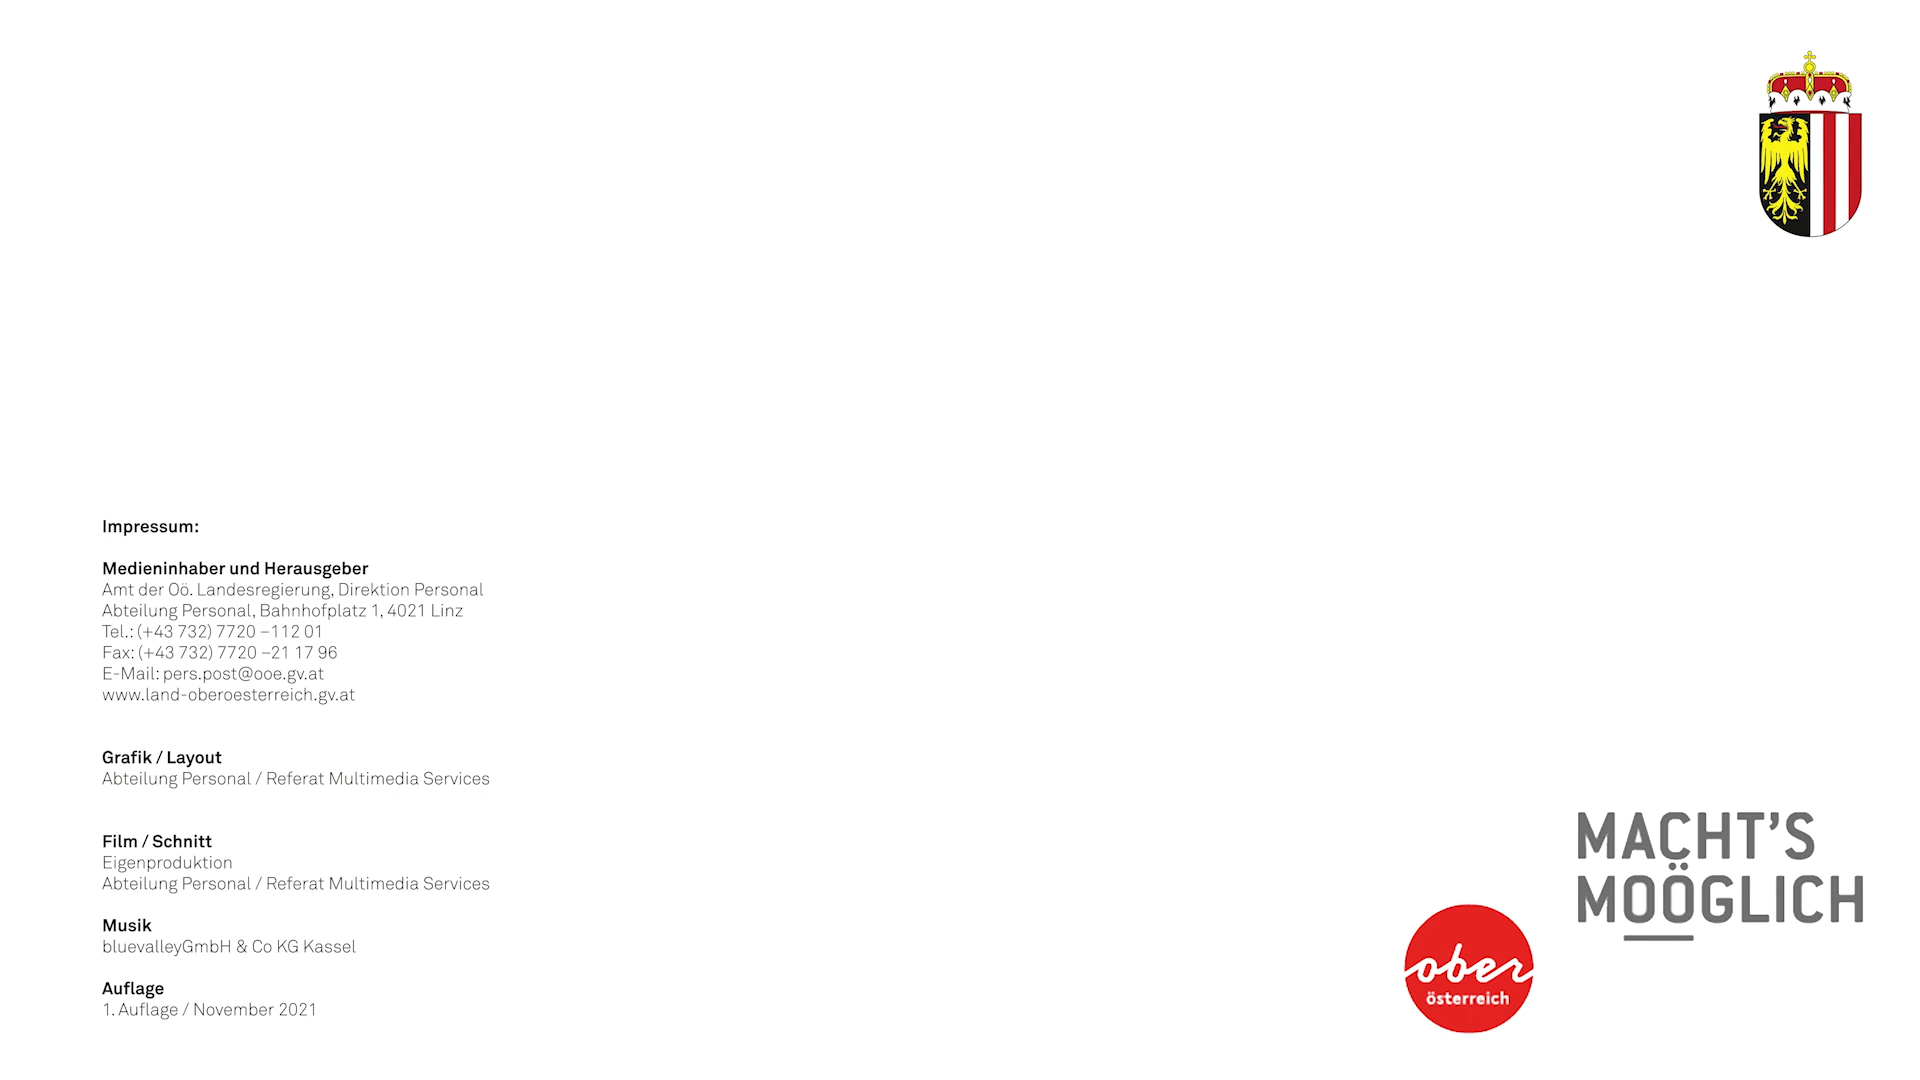 Impressum:
Medieninhaber und Herausgeber
Amt der Oö. Landesregierung, Direktion Personal
Abteilung Personal, Bahnhofplatz 1, 4021 Linz
Tel.: (+43 732) 7720 –112 01
Fax: (+43 732) 7720 –21 17 96
E-Mail: pers.post@ooe.gv.at
www.land-oberoesterreich.gv.at
Grafik / Layout
Abteilung Personal / Referat Multimedia Services
Film / Schnitt
Eigenproduktion
Abteilung Personal / Referat Multimedia Services
Musik
bluevalleyGmbH & Co KG Kassel
Auflage
1. Auflage / November 2021
ober
österreich
MACHT’S
MOÖGLICH